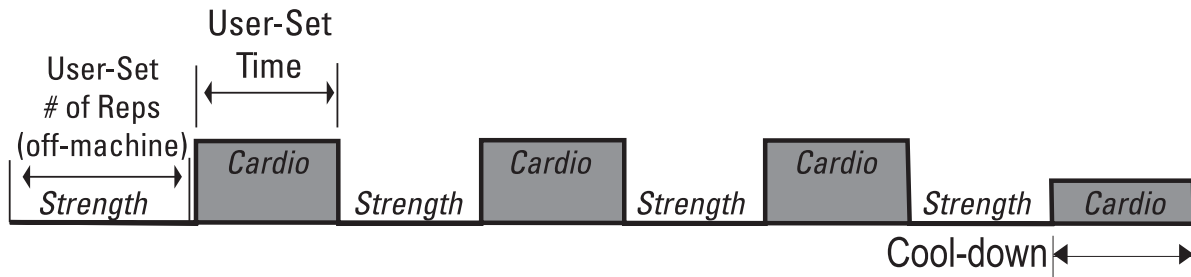 User-Set
Time
User-Set
# of Reps
(off-machine)
Strength
Cardio
Strength
Cardio
Strength
Cardio
Strength
Cardio
Cool-down